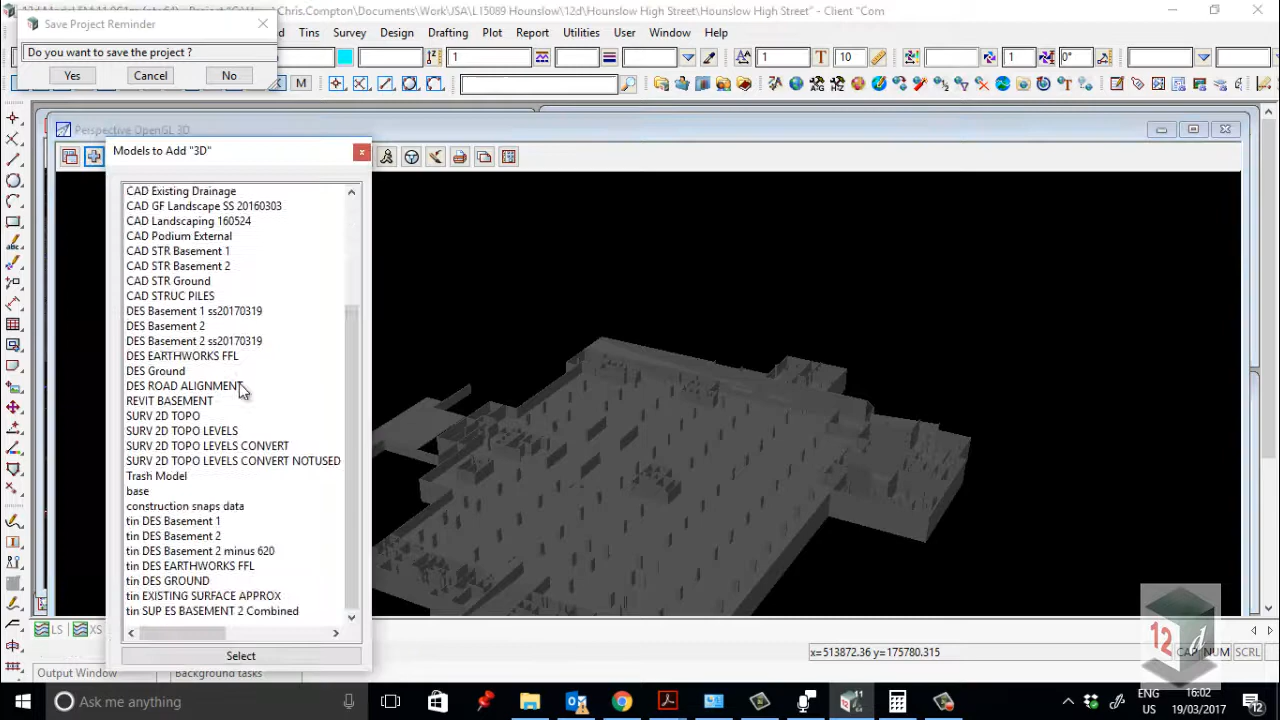 Chris.Compton\Documents\Work\JSA\L15089 Hounslow\12d\Hounslow High Street\Hounslow High Street" - Client "Com
Save Project Reminder
Do you want to save the project ?
Yes Cancel No
Tins Survey Design Drafting Plot Report Utilities User Window Help
1 1 10 1 0°
M
Perspective OpenGL 3D
Models to Add "3D"
CAD Existing Drainage
CAD GF Landscape SS 20160303
CAD Landscaping 160524
CAD Podium External
CAD STR Basement 1
CAD STR Basement 2
CAD STR Ground
CAD STRUC PILES
DES Basement 1 ss20170319
DES Basement 2
DES Basement 2 ss20170319
DES EARTHWORKS FFL
DES Ground
DES ROAD ALIGNMENT
REVIT BASEMENT
SURV 2D TOPO
SURV 2D TOPO LEVELS
SURV 2D TOPO LEVELS CONVERT
SURV 2D TOPO LEVELS CONVERT NOTUSED
Trash Model
base
construction snaps data
tin DES Basement 1
tin DES Basement 2
tin DES Basement 2 minus 620
tin DES EARTHWORKS FFL
tin DES GROUND
tin EXISTING SURFACE APPROX
tin SUP ES BASEMENT 2 Combined
Select
LS XS
x=513872.36 y=175780.315
CAP NUM SCRL
12 d
Output Window Background tasks
Ask me anything
ENG
US
16:02
19/03/2017